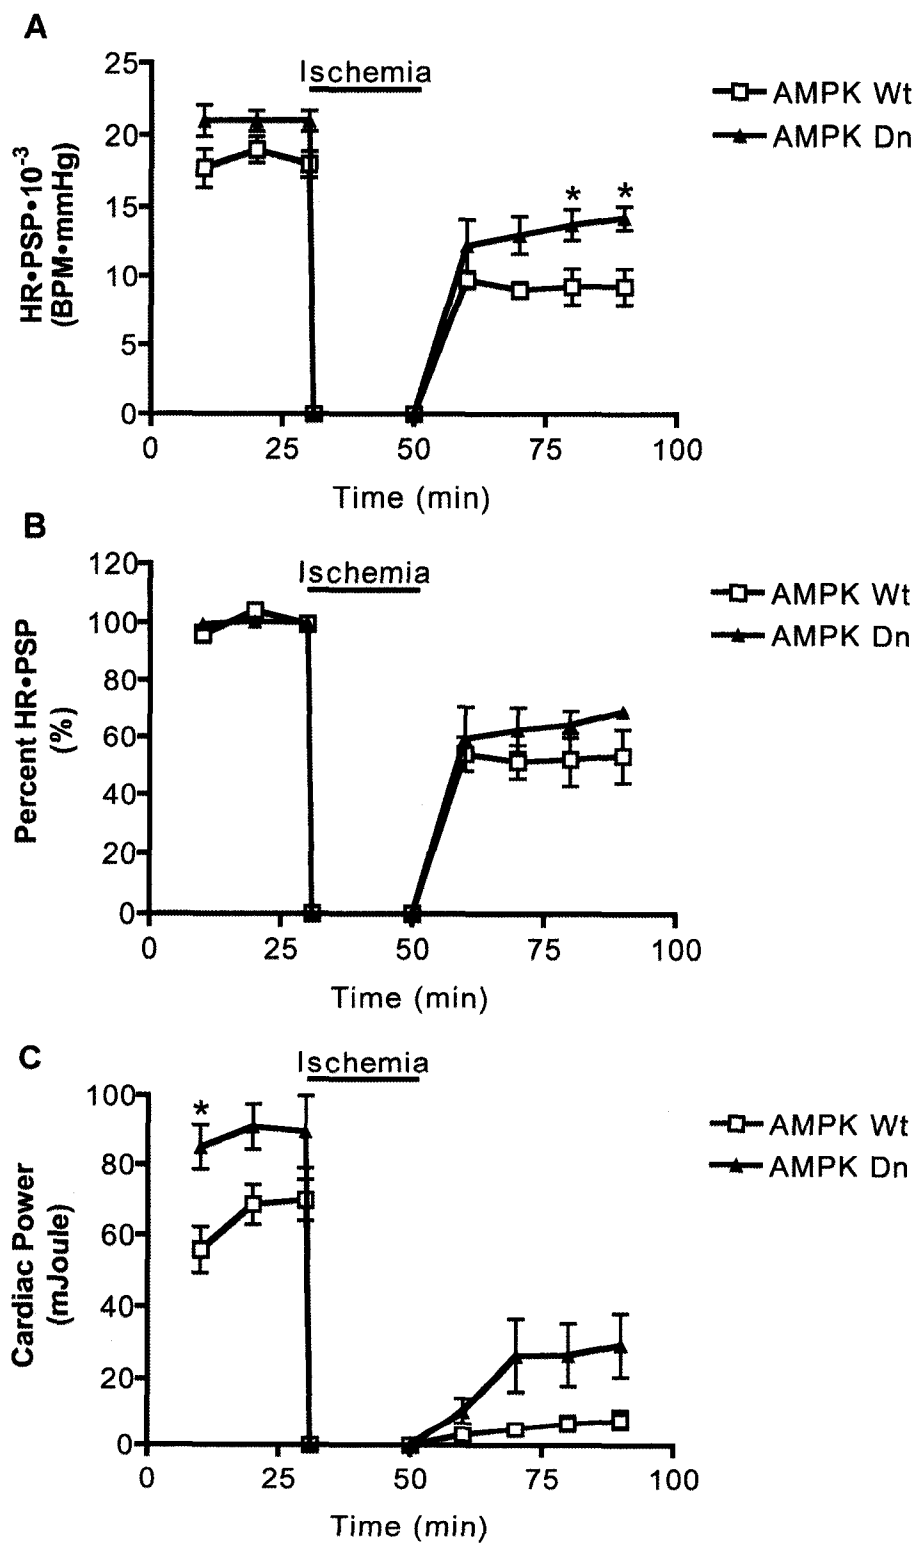 A
Ischemia
AMPK Wt
AMPK Dn
HR•PSP•10⁻³
(BPM•mmHg)
25
20
15
10
5
0
* *
0 25 50 75 100
Time (min)
B
Ischemia
AMPK Wt
AMPK Dn
Percent HR•PSP
(%)
120
100
80
60
40
20
0
0 25 50 75 100
Time (min)
C
Ischemia
AMPK Wt
AMPK Dn
Cardiac Power
(mJoule)
100
80
60
40
20
0
*
0 25 50 75 100
Time (min)